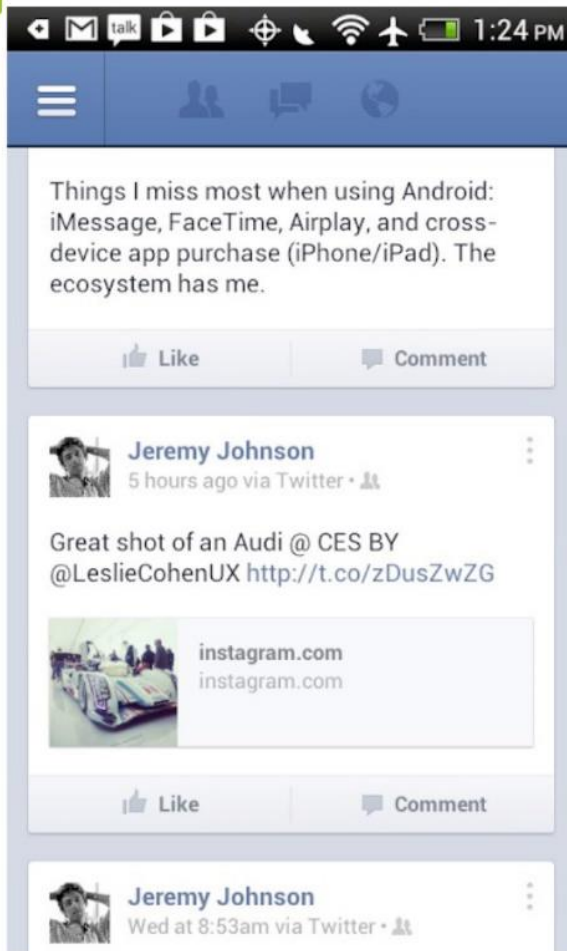 talk 1:24 PM
Things I miss most when using Android:
iMessage, FaceTime, Airplay, and cross-
device app purchase (iPhone/iPad). The
ecosystem has me.
Like Comment
Jeremy Johnson
5 hours ago via Twitter •
Great shot of an Audi @ CES BY
@LeslieCohenUX http://t.co/zDusZwZG
instagram.com
instagram.com
Like Comment
Jeremy Johnson
Wed at 8:53am via Twitter •